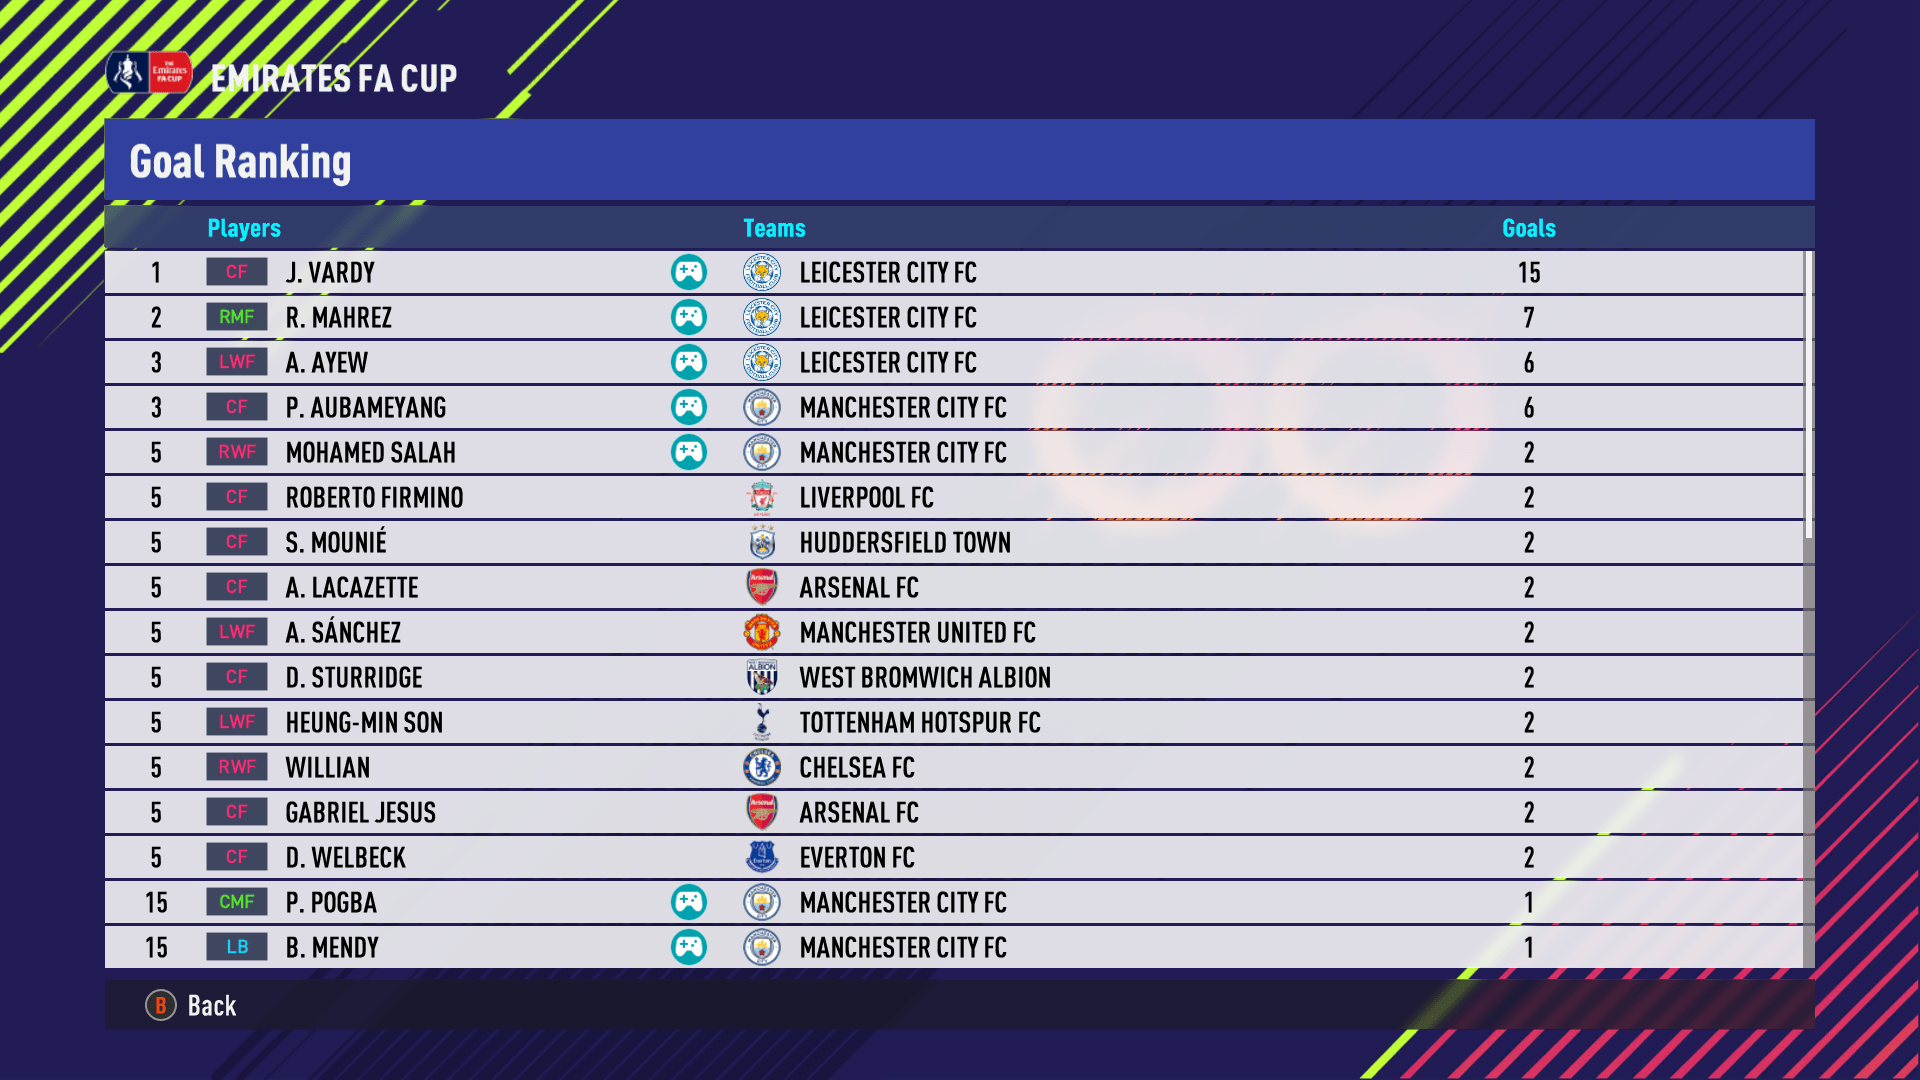 THE Emirates FA CUP EMIRATES FA CUP
Goal Ranking
Players Teams Goals
1 CF J. VARDY LEICESTER CITY FC 15
2 RMF R. MAHREZ LEICESTER CITY FC 7
3 LWF A. AYEW LEICESTER CITY FC 6
3 CF P. AUBAMEYANG MANCHESTER CITY FC 6
5 RWF MOHAMED SALAH MANCHESTER CITY FC 2
5 CF ROBERTO FIRMINO LIVERPOOL FC 2
5 CF S. MOUNIÉ HUDDERSFIELD TOWN 2
5 CF A. LACAZETTE ARSENAL FC 2
5 LWF A. SÁNCHEZ MANCHESTER UNITED FC 2
5 CF D. STURRIDGE WEST BROMWICH ALBION 2
5 LWF HEUNG-MIN SON TOTTENHAM HOTSPUR FC 2
5 RWF WILLIAN CHELSEA FC 2
5 CF GABRIEL JESUS ARSENAL FC 2
5 CF D. WELBECK EVERTON FC 2
15 CMF P. POGBA MANCHESTER CITY FC 1
15 LB B. MENDY MANCHESTER CITY FC 1
B Back